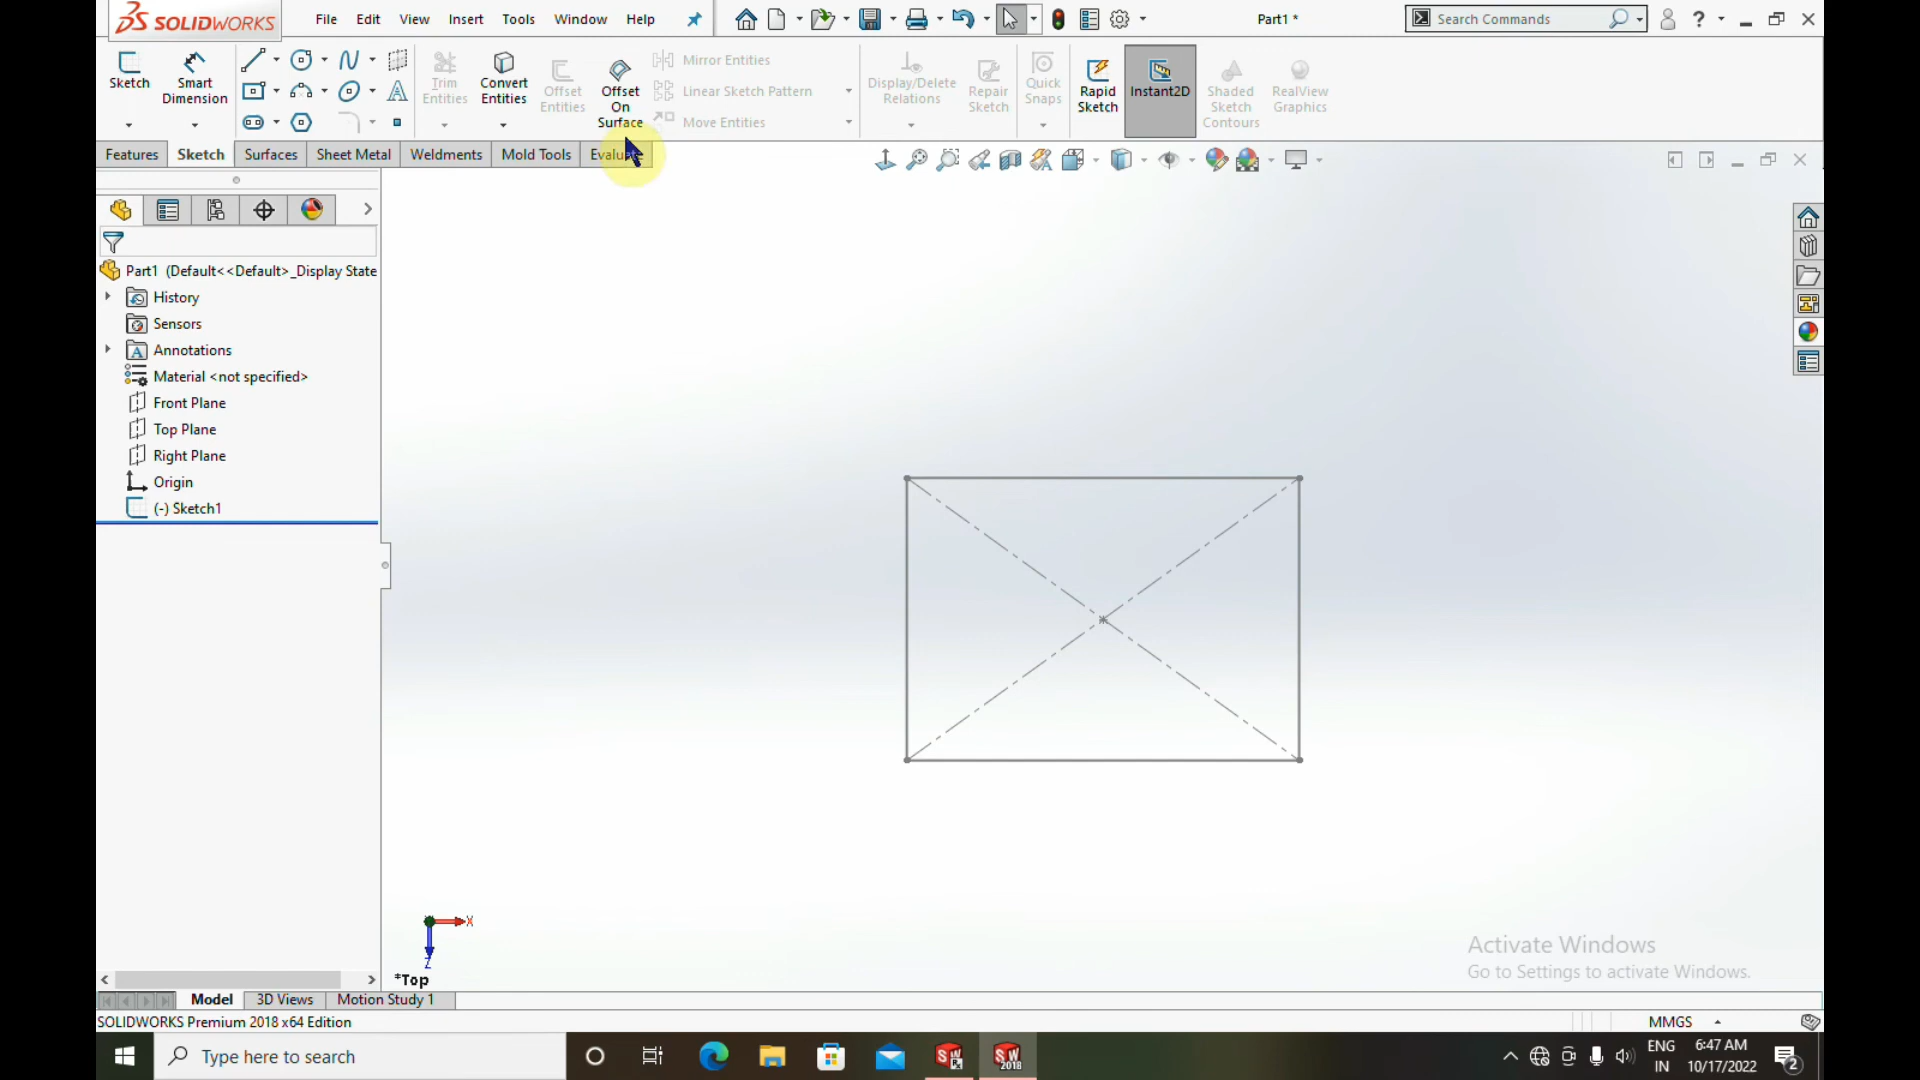 SOLIDWORKS File Edit View Insert Tools Window Help Part1 * Search Commands ?
Sketch Smart Dimension Trim Entities Convert Entities Offset Entities Offset On Surface Mirror Entities Linear Sketch Pattern Move Entities Display/Delete Relations Repair Sketch Quick Snaps Rapid Sketch Instant2D Shaded Sketch Contours RealView Graphics
Features Sketch Surfaces Sheet Metal Weldments Mold Tools
Part1 (Default<<Default>_Display State
History
Sensors
Annotations
Material <not specified>
Front Plane
Top Plane
Right Plane
Origin
(-) Sketch1
X
Z
*Top
Activate Windows
Go to Settings to activate Windows.
Model 3D Views Motion Study 1
SOLIDWORKS Premium 2018 x64 Edition MMGS
Type here to search SW SW 2018 ENG IN 6:47 AM 10/17/2022 2